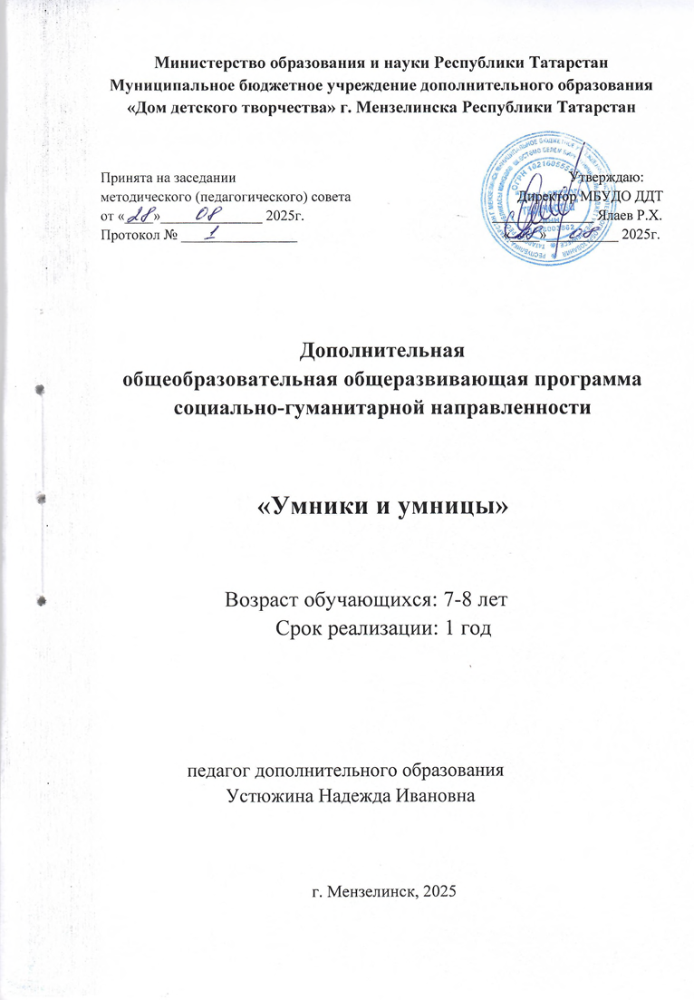 Министерство образования и науки Республики Татарстан
Муниципальное бюджетное учреждение дополнительного образования
«Дом детского творчества» г. Мензелинска Республики Татарстан
Принята на заседании
методического (педагогического) совета
от «28» 08 2025г.
Протокол № 1
Утверждаю:
Директор МБУДО ДДТ
Ялаев Р.Х.
«28» 08 2025г.
Дополнительная
общеобразовательная общеразвивающая программа
социально-гуманитарной направленности
«Умники и умницы»
Возраст обучающихся: 7-8 лет
Срок реализации: 1 год
педагог дополнительного образования
Устюжина Надежда Ивановна
г. Мензелинск, 2025